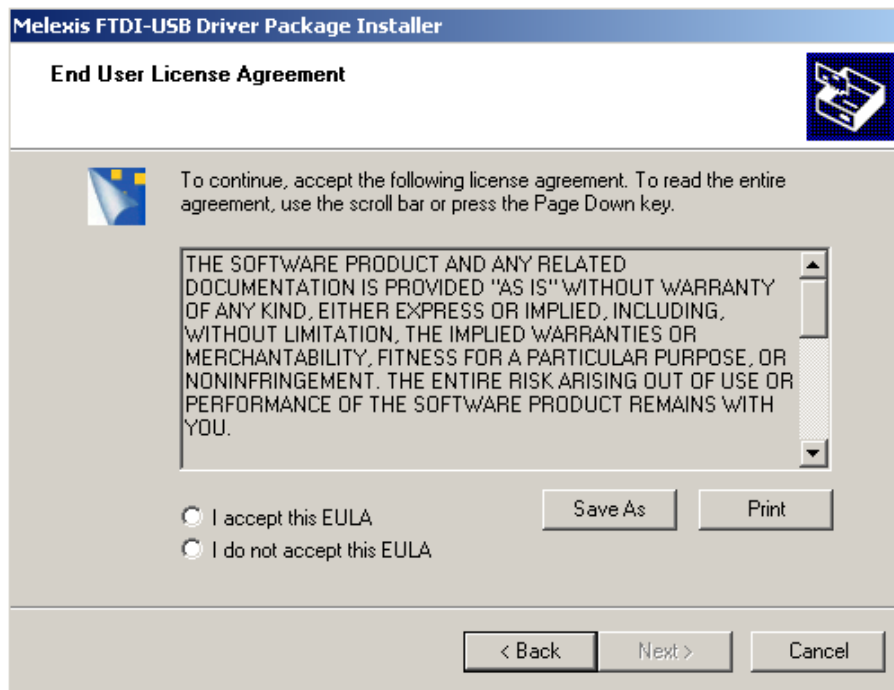 Melexis FTDI-USB Driver Package Installer
End User License Agreement
To continue, accept the following license agreement. To read the entire
agreement, use the scroll bar or press the Page Down key.
THE SOFTWARE PRODUCT AND ANY RELATED
DOCUMENTATION IS PROVIDED "AS IS" WITHOUT WARRANTY
OF ANY KIND, EITHER EXPRESS OR IMPLIED, INCLUDING,
WITHOUT LIMITATION, THE IMPLIED WARRANTIES OR
MERCHANTABILITY, FITNESS FOR A PARTICULAR PURPOSE, OR
NONINFRINGEMENT. THE ENTIRE RISK ARISING OUT OF USE OR
PERFORMANCE OF THE SOFTWARE PRODUCT REMAINS WITH
YOU.
I accept this EULA
I do not accept this EULA
Save As
Print
< Back
Next >
Cancel